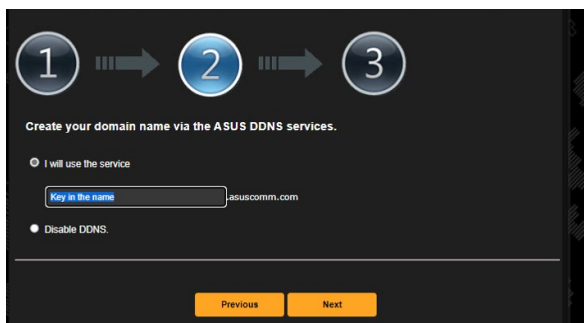 1 2 3
Create your domain name via the ASUS DDNS services.
I will use the service
Key in the name .asuscomm.com
Disable DDNS.
Previous Next